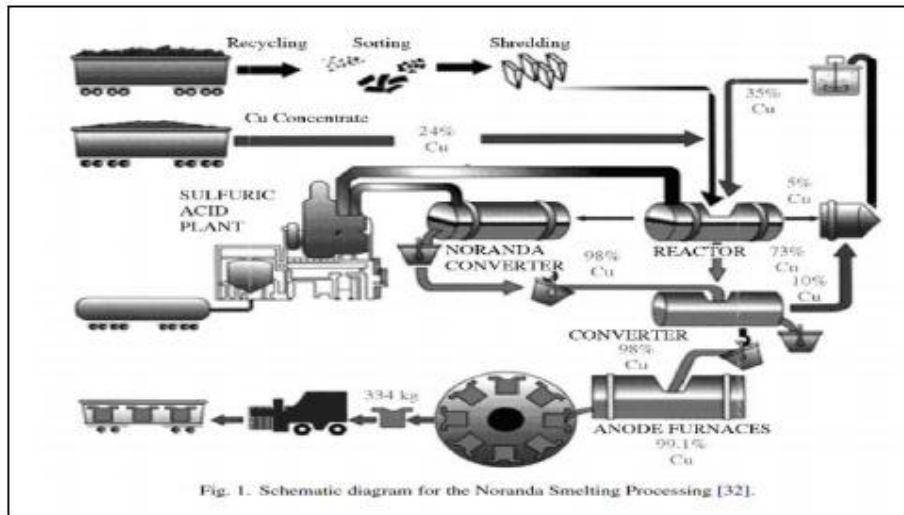 Recycling
Sorting
Shredding
35%
Cu
Cu Concentrate
24%
Cu
SULFURIC
ACID
PLANT
5%
Cu
NORANDA
CONVERTER
98%
Cu
REACTOR
73%
Cu
10%
Cu
CONVERTER
98%
Cu
334 kg
ANODE FURNACES
99.1%
Cu
Fig. 1. Schematic diagram for the Noranda Smelting Processing [32].